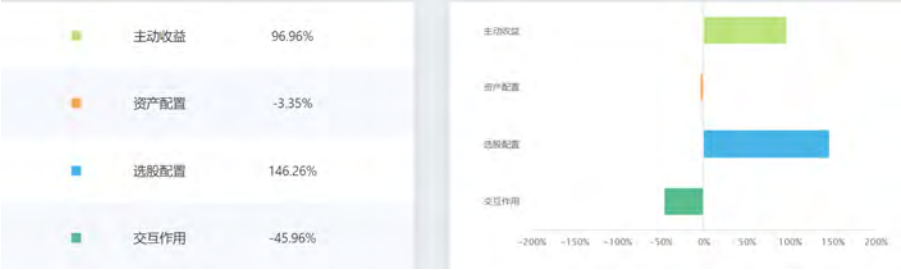 主动收益 96.96%
资产配置 -3.35%
选股配置 146.26%
交互作用 -45.96%
主动收益
资产配置
选股配置
交互作用
-200% -150% -100% -50% 0% 50% 100% 150% 200%